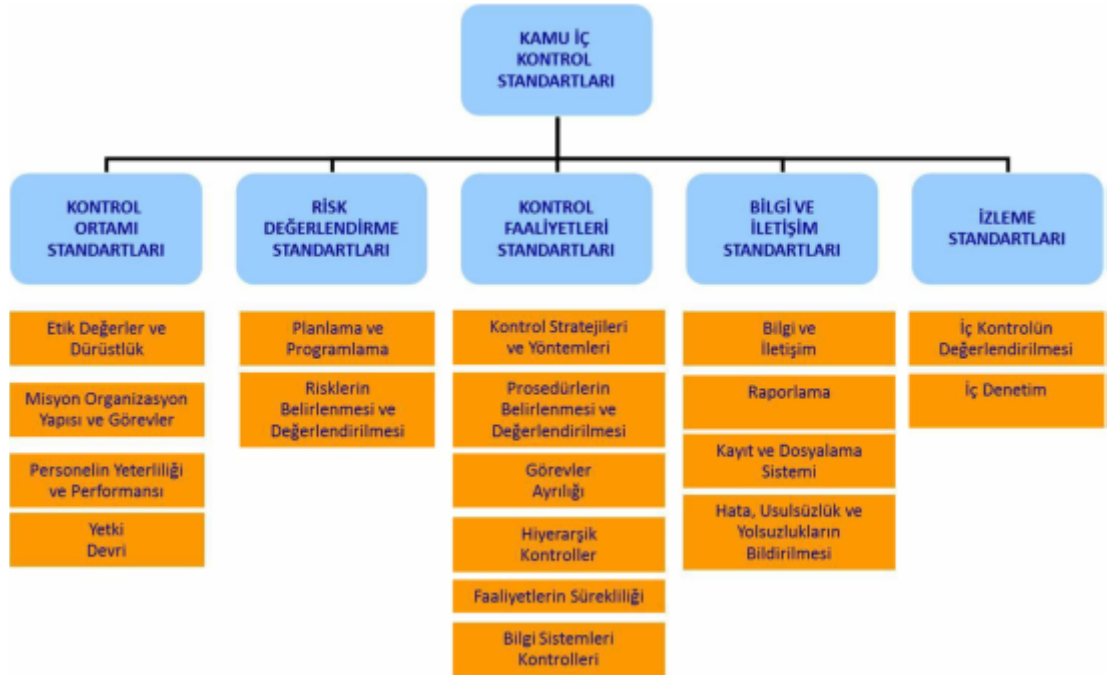 KAMU İÇ
KONTROL
STANDARTLARI
KONTROL
ORTAMI
STANDARTLARI
RİSK
DEĞERLENDİRME
STANDARTLARI
KONTROL
FAALİYETLERİ
STANDARTLARI
BİLGİ VE
İLETİŞİM
STANDARTLARI
İZLEME
STANDARTLARI
Etik Değerler ve
Dürüstlük
Misyon Organizasyon
Yapısı ve Görevler
Personelin Yeterliliği
ve Performansı
Yetki
Devri
Planlama ve
Programlama
Risklerin
Belirlenmesi ve
Değerlendirilmesi
Kontrol Stratejileri
ve Yöntemleri
Prosedürlerin
Belirlenmesi ve
Değerlendirilmesi
Görevler
Ayrılığı
Hiyerarşik
Kontroller
Faaliyetlerin Sürekliliği
Bilgi Sistemleri
Kontrolleri
Bilgi ve
İletişim
Raporlama
Kayıt ve Dosyalama
Sistemi
Hata, Usulsüzlük ve
Yolsuzlukların
Bildirilmesi
İç Kontrolün
Değerlendirilmesi
İç Denetim